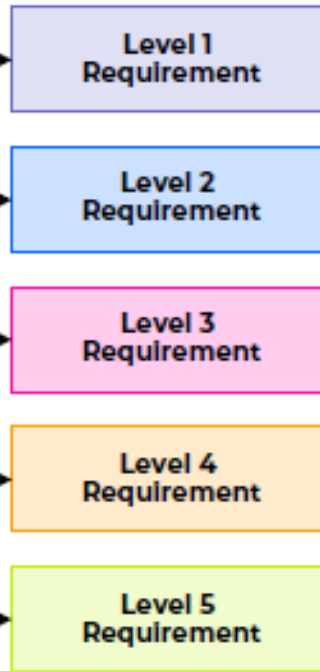 Level 1
Requirement
Level 2
Requirement
Level 3
Requirement
Level 4
Requirement
Level 5
Requirement